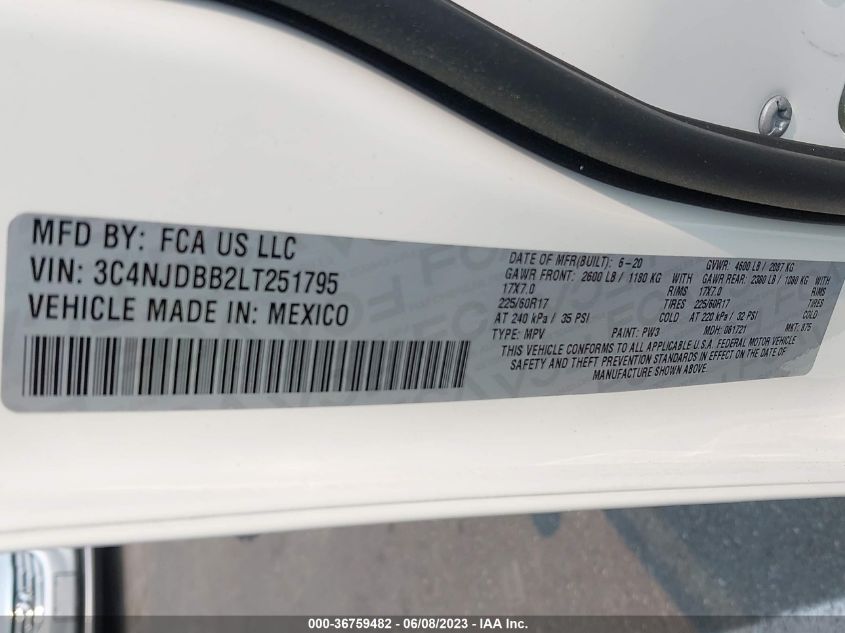 MFD BY: FCA US LLC
VIN: 3C4NJDBB2LT251795
VEHICLE MADE IN: MEXICO
DATE OF MFR(BUILT): 6-20 GVWR: 4600 LB / 2087 KG
GAWR FRONT: 2600 LB / 1180 KG WITH GAWR REAR: 2380 LB / 1080 KG WITH
17X7.0 RIMS 17X7.0 RIMS
225/60R17 TIRES 225/60R17 TIRES
AT 240 kPa / 35 PSI COLD AT 220 kPa / 32 PSI COLD
TYPE: MPV PAINT: PW3 MDH: 061721 MKT: 875
THIS VEHICLE CONFORMS TO ALL APPLICABLE U.S.A. FEDERAL MOTOR VEHICLE
SAFETY AND THEFT PREVENTION STANDARDS IN EFFECT ON THE DATE OF
MANUFACTURE SHOWN ABOVE.
000-36759482 - 06/08/2023 - IAA Inc.